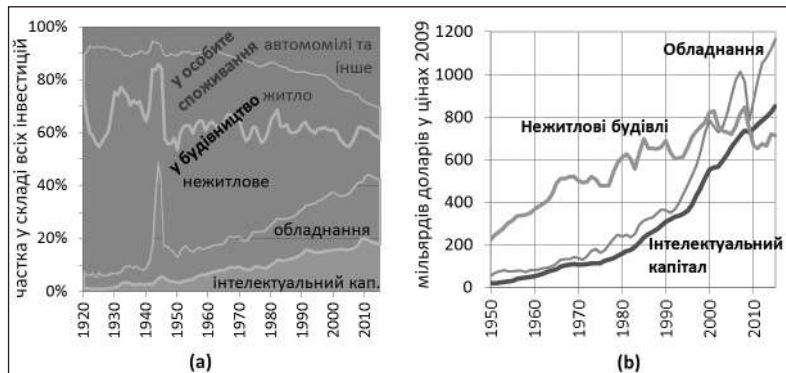 частка у складі всіх інвестицій
100%
80%
60%
40%
20%
0%
у особите
споживання
автомомілі та
інше
житло
у будівництво
нежитлове
обладнання
інтелектуальний кап.
1920
1930
1940
1950
1960
1970
1980
1990
2000
2010
(a)
мільярдів доларів у цінах 2009
1200
1000
800
600
400
200
0
Обладнання
Нежитлові будівлі
Інтелектуальний
капітал
1950
1960
1970
1980
1990
2000
2010
(b)